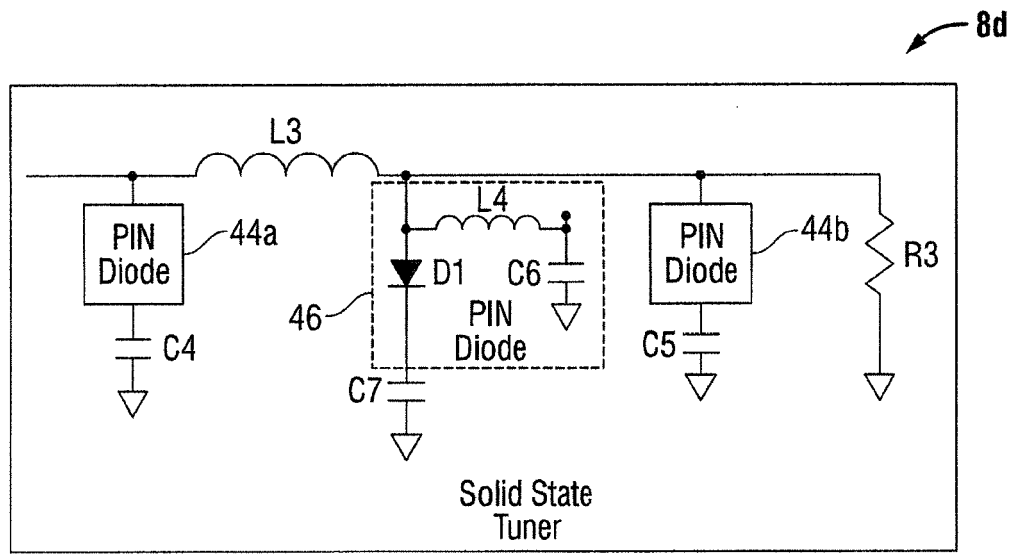 8d
L3
L4
PIN
Diode
44a
D1
C6
PIN
Diode
44b
R3
46
PIN
Diode
C4
C7
C5
Solid State
Tuner